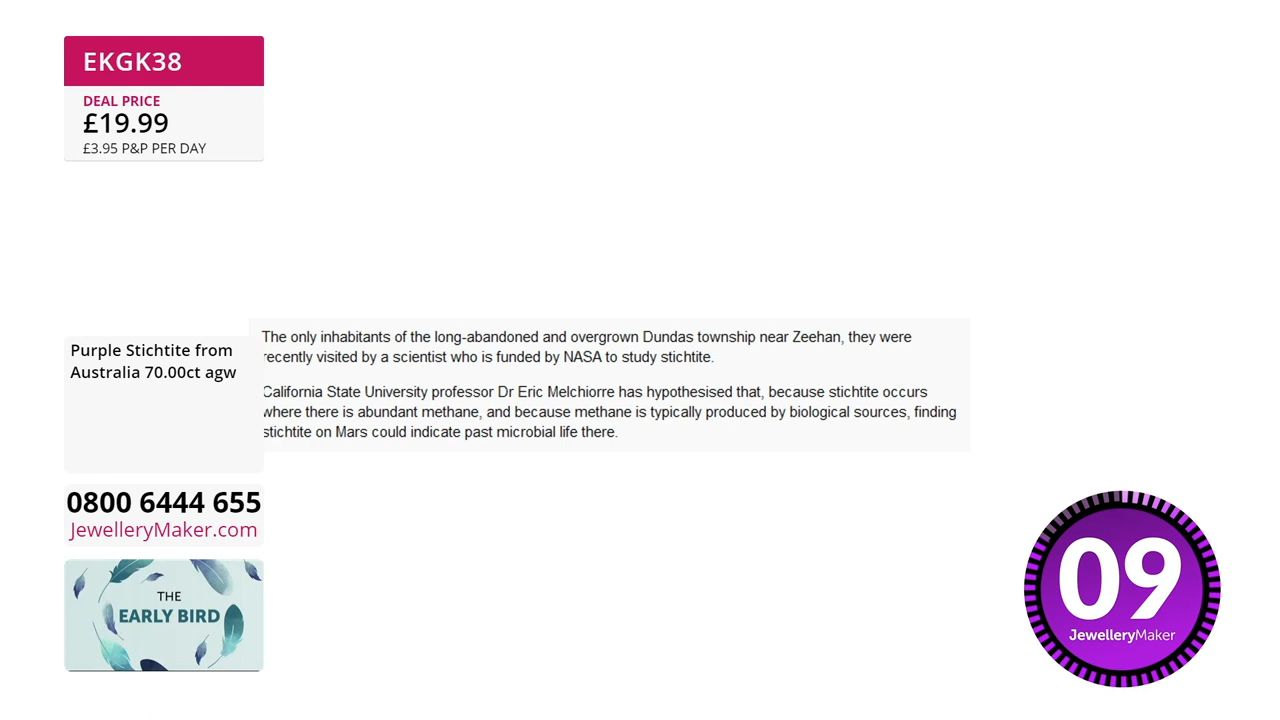 EKGK38
DEAL PRICE
£19.99
£3.95 P&P PER DAY
Purple Stichtite from
Australia 70.00ct agw
The only inhabitants of the long-abandoned and overgrown Dundas township near Zeehan, they were
recently visited by a scientist who is funded by NASA to study stichtite.
California State University professor Dr Eric Melchiorre has hypothesised that, because stichtite occurs
where there is abundant methane, and because methane is typically produced by biological sources, finding
stichtite on Mars could indicate past microbial life there.
0800 6444 655
JewelleryMaker.com
THE
EARLY BIRD
09
JewelleryMaker